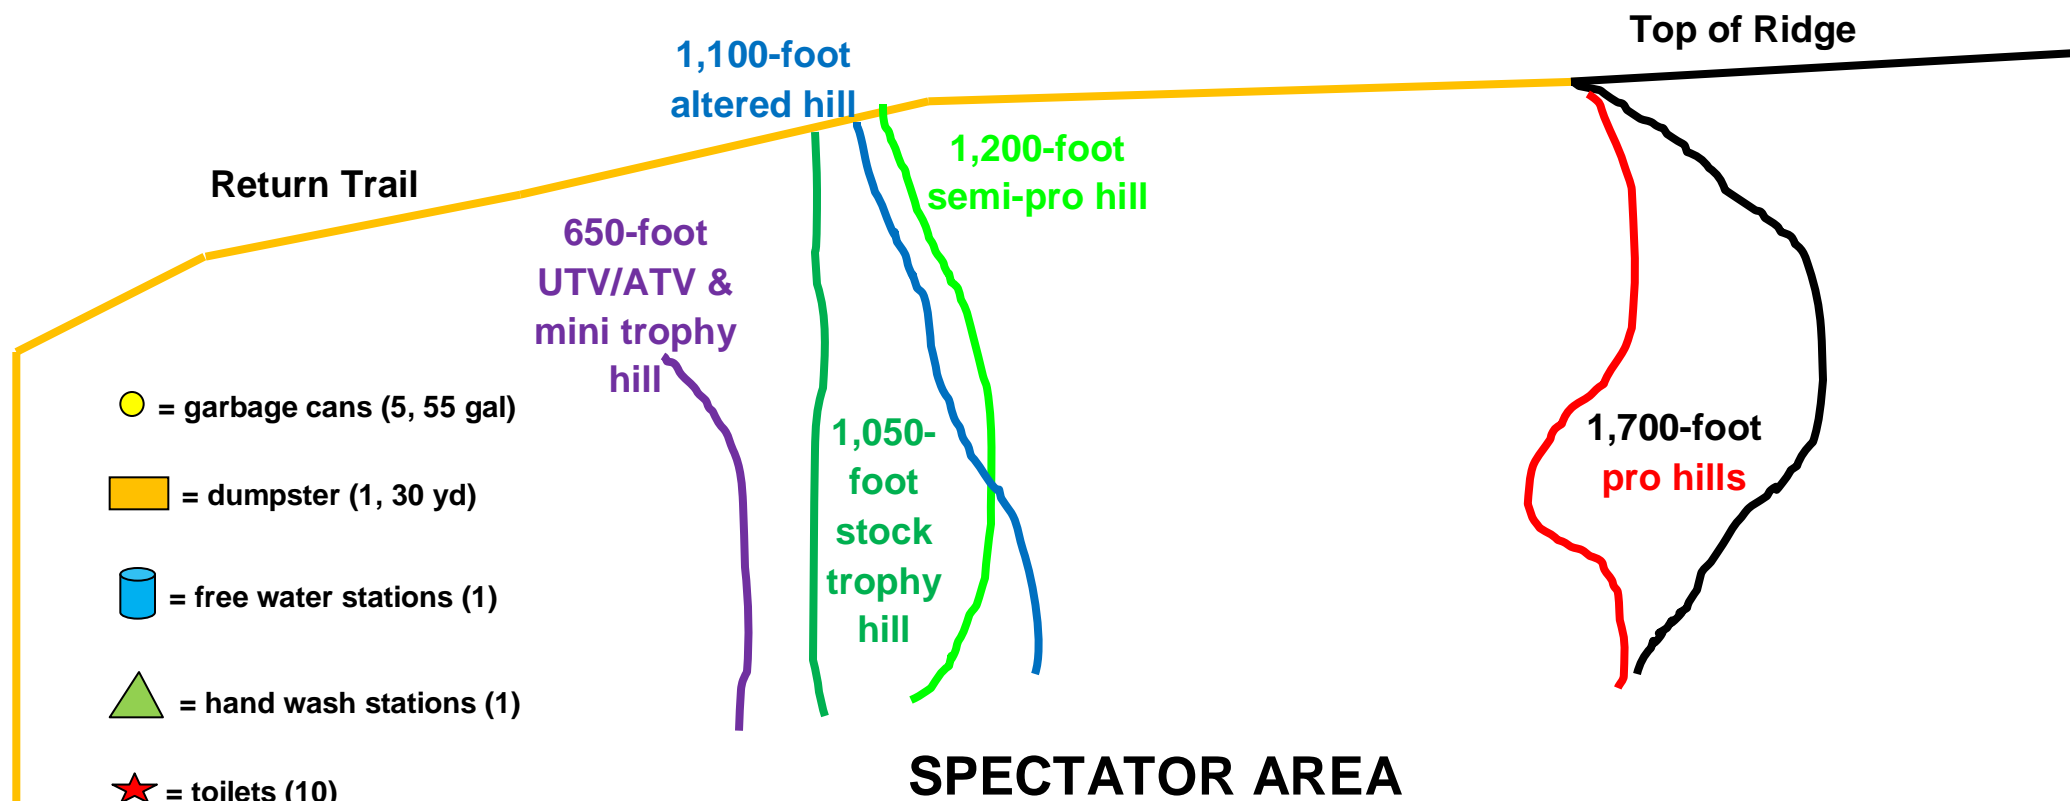 Top of Ridge
1,100-foot
altered hill
1,200-foot
semi-pro hill
Return Trail
650-foot
UTV/ATV &
mini trophy
hill
= garbage cans (5, 55 gal)
1,050-
foot
stock
trophy
hill
1,700-foot
pro hills
= dumpster (1, 30 yd)
= free water stations (1)
= hand wash stations (1)
= toilets (10)
SPECTATOR AREA